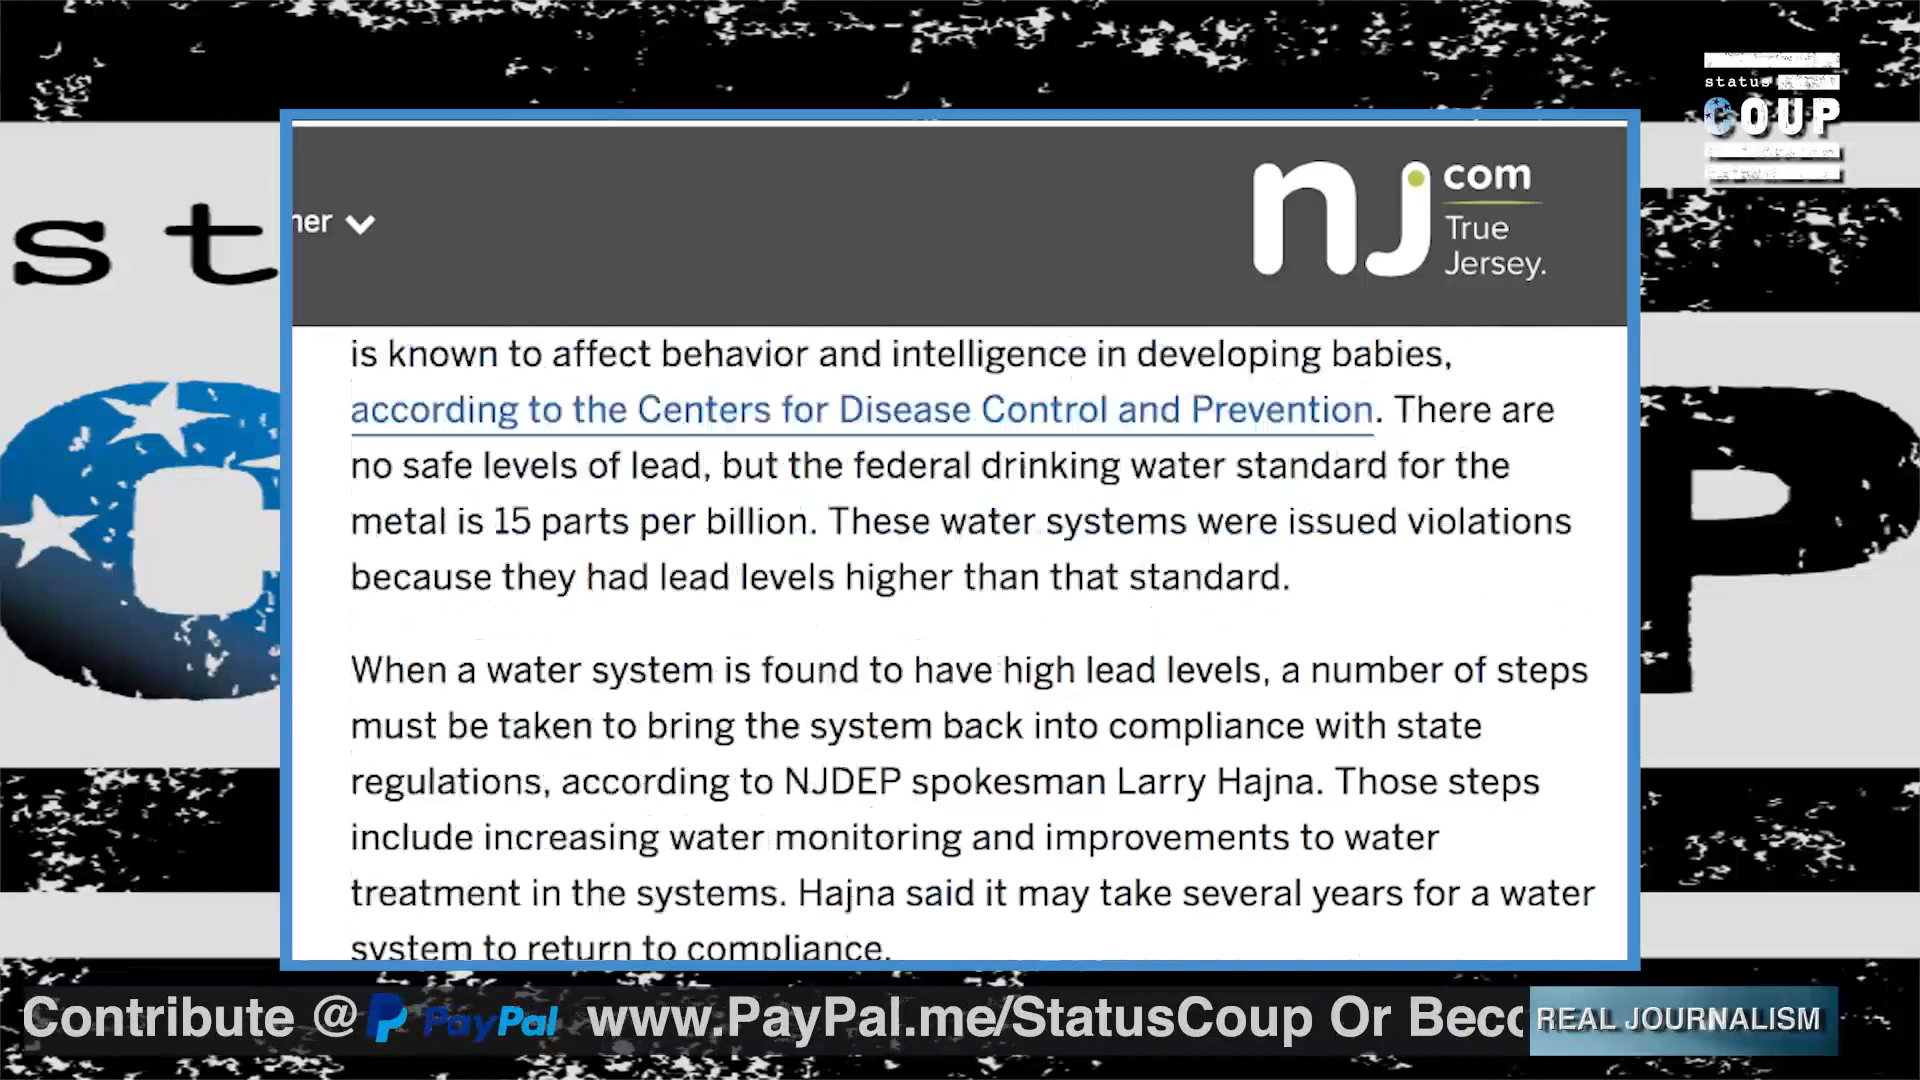 status
COUP
st
C
P
her
nj
com
True
Jersey.
is known to affect behavior and intelligence in developing babies,
according to the Centers for Disease Control and Prevention. There are
no safe levels of lead, but the federal drinking water standard for the
metal is 15 parts per billion. These water systems were issued violations
because they had lead levels higher than that standard.
When a water system is found to have high lead levels, a number of steps
must be taken to bring the system back into compliance with state
regulations, according to NJDEP spokesman Larry Hajna. Those steps
include increasing water monitoring and improvements to water
treatment in the systems. Hajna said it may take several years for a water
system to return to compliance.
Contribute @ PayPal www.PayPal.me/StatusCoup Or Beco
REAL JOURNALISM